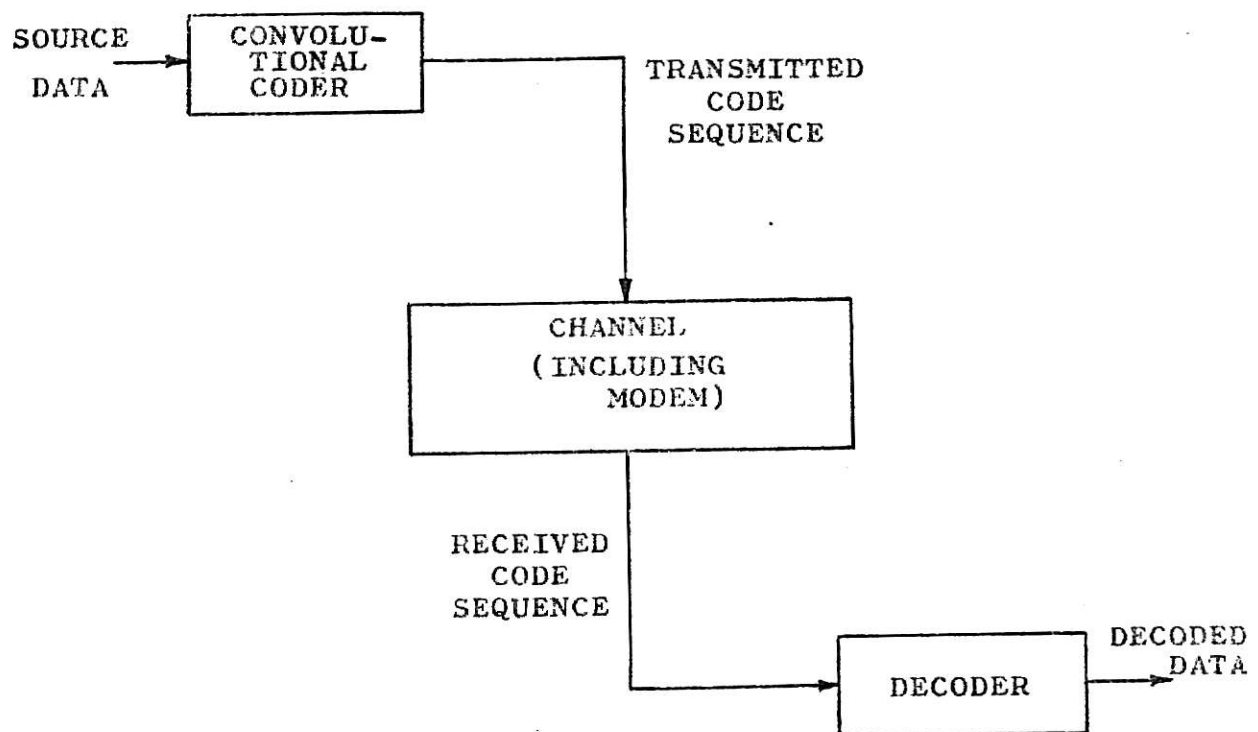 SOURCE
DATA
CONVOLU-
TIONAL
CODER
TRANSMITTED
CODE
SEQUENCE
CHANNEL
(INCLUDING
MODEM)
RECEIVED
CODE
SEQUENCE
DECODER
DECODED
DATA